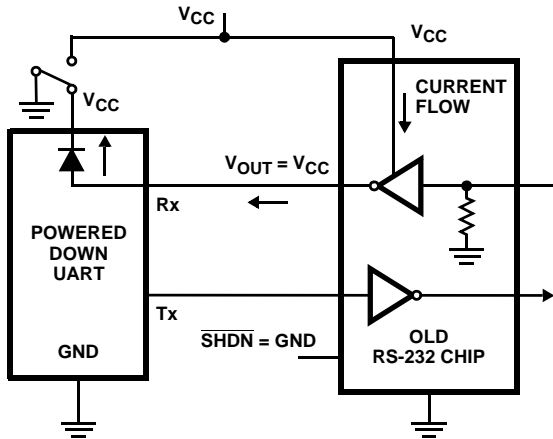 VCC
VCC
VCC
CURRENT
FLOW
VOUT = VCC
Rx
POWERED
DOWN
UART
Tx
SHDN = GND
GND
OLD
RS-232 CHIP